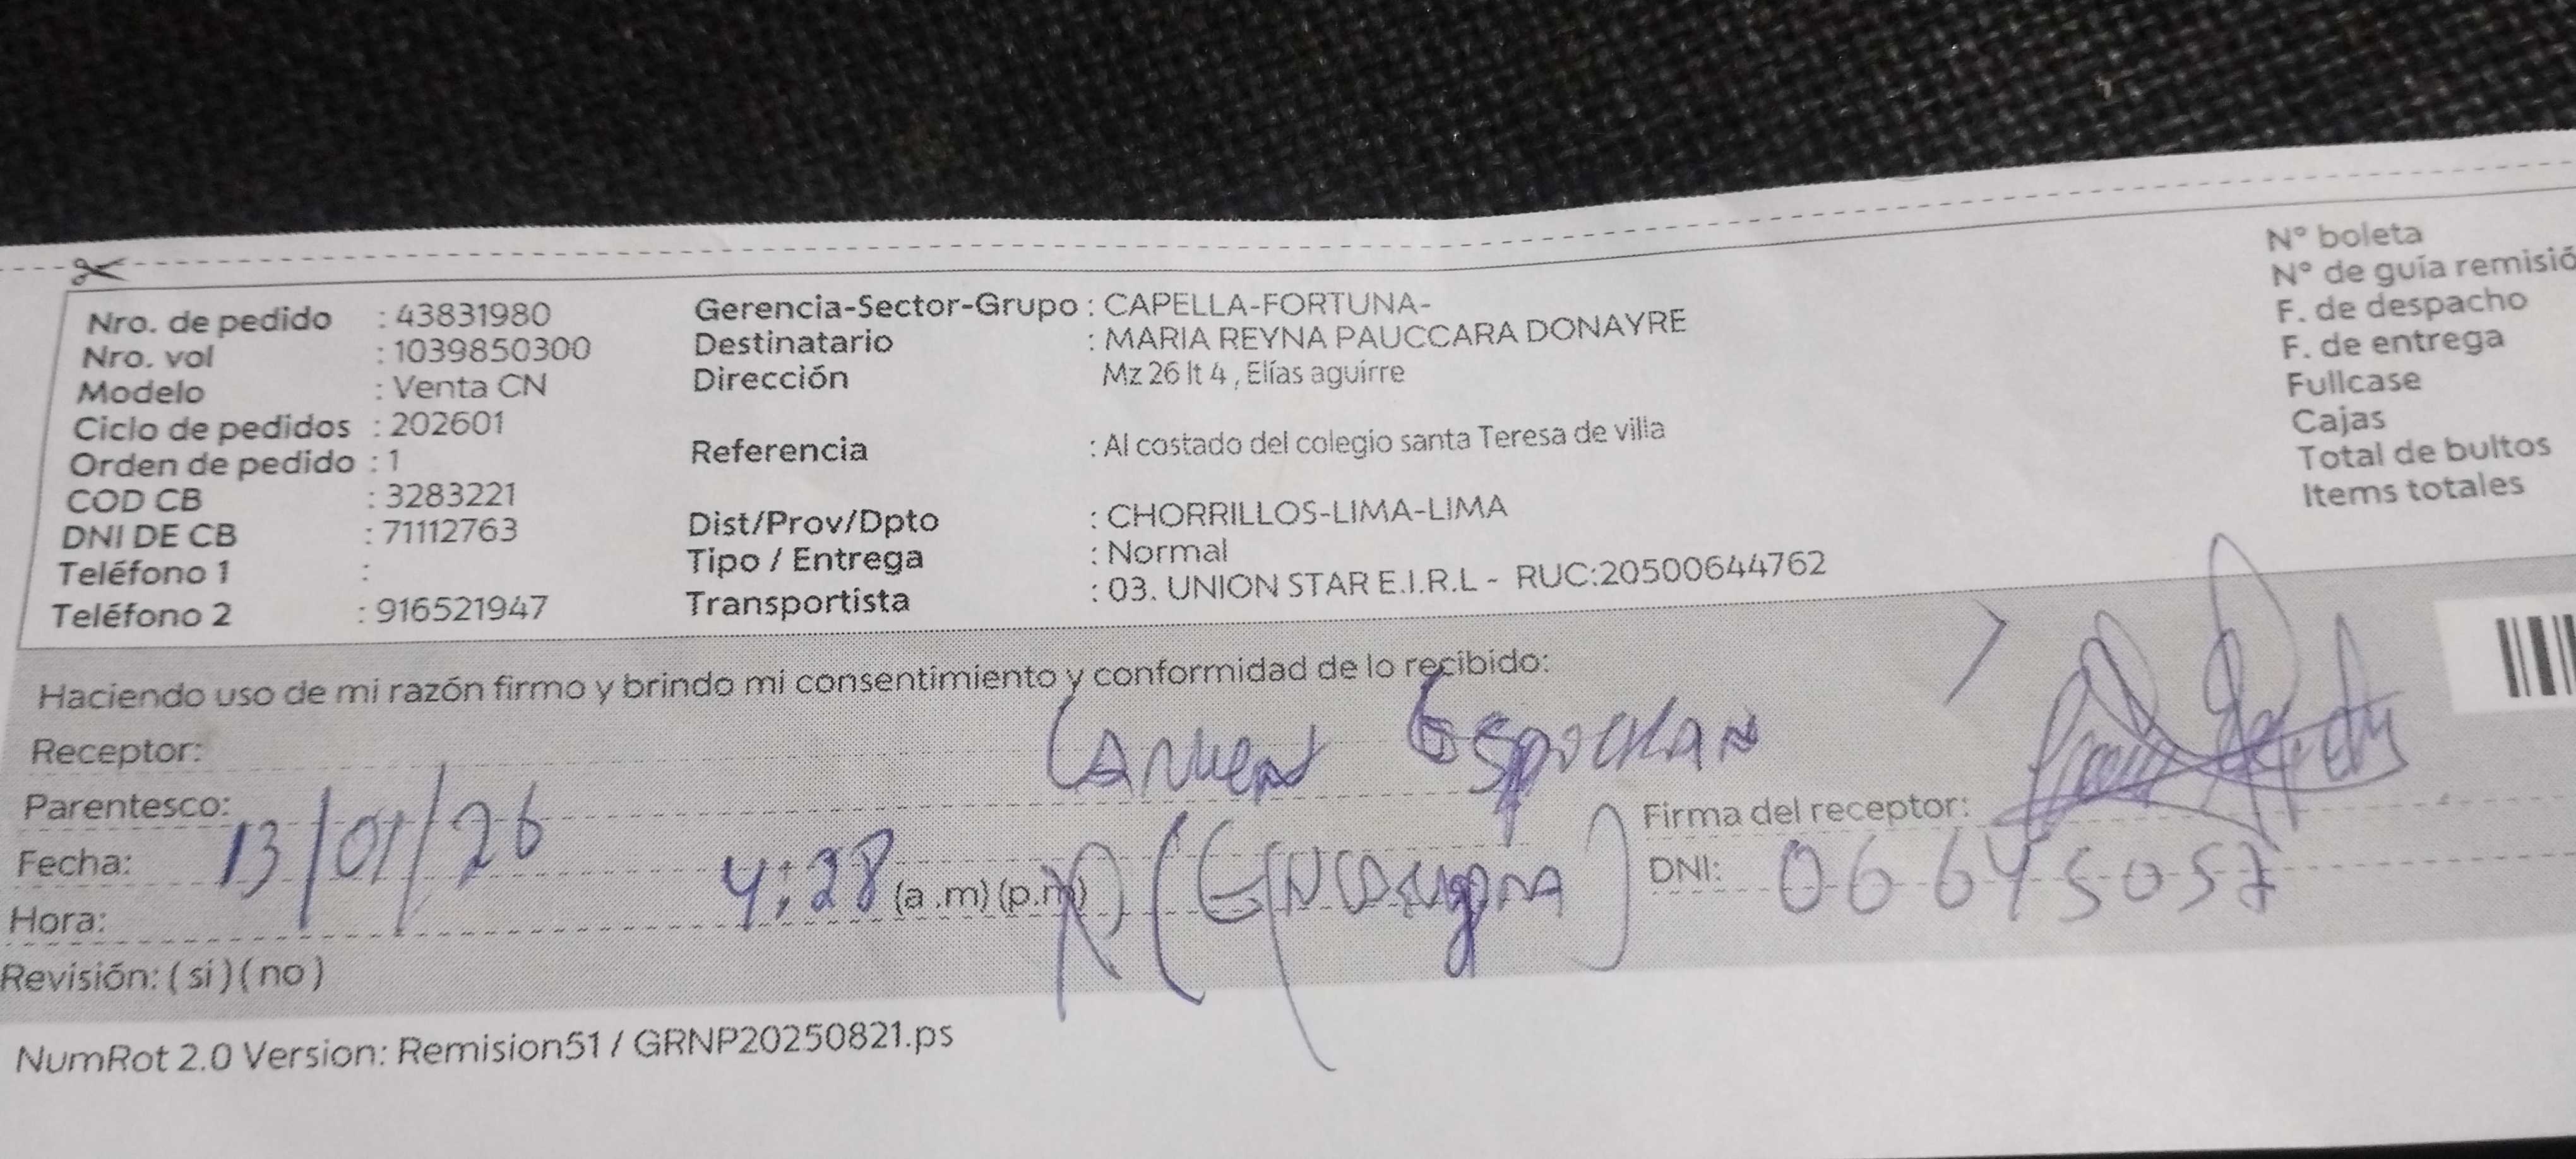 Nro. de pedido : 43831980
Nro. vol : 1039850300
Modelo : Venta CN
Ciclo de pedidos : 202601
Orden de pedido : 1
COD CB : 3283221
DNI DE CB : 71112763
Teléfono 1 :
Teléfono 2 : 916521947
Gerencia-Sector-Grupo : CAPELLA-FORTUNA-
Destinatario : MARIA REYNA PAUCCARA DONAYRE
Dirección Mz 26 lt 4 , Elías aguirre
Referencia : Al costado del colegio santa Teresa de villa
Dist/Prov/Dpto : CHORRILLOS-LIMA-LIMA
Tipo / Entrega : Normal
Transportista : 03. UNION STAR E.I.R.L - RUC:20500644762
N° boleta
N° de guía remisió
F. de despacho
F. de entrega
Fullcase
Cajas
Total de bultos
Items totales
Haciendo uso de mi razón firmo y brindo mi consentimiento y conformidad de lo recibido:
Receptor: Carmen
Parentesco:
Fecha: 13/01/26
Hora: 4:28 (a .m) (p.m)
Revisión: ( si ) ( no )
Firma del receptor:
DNI: 06645057
NumRot 2.0 Version: Remision51 / GRNP20250821.ps